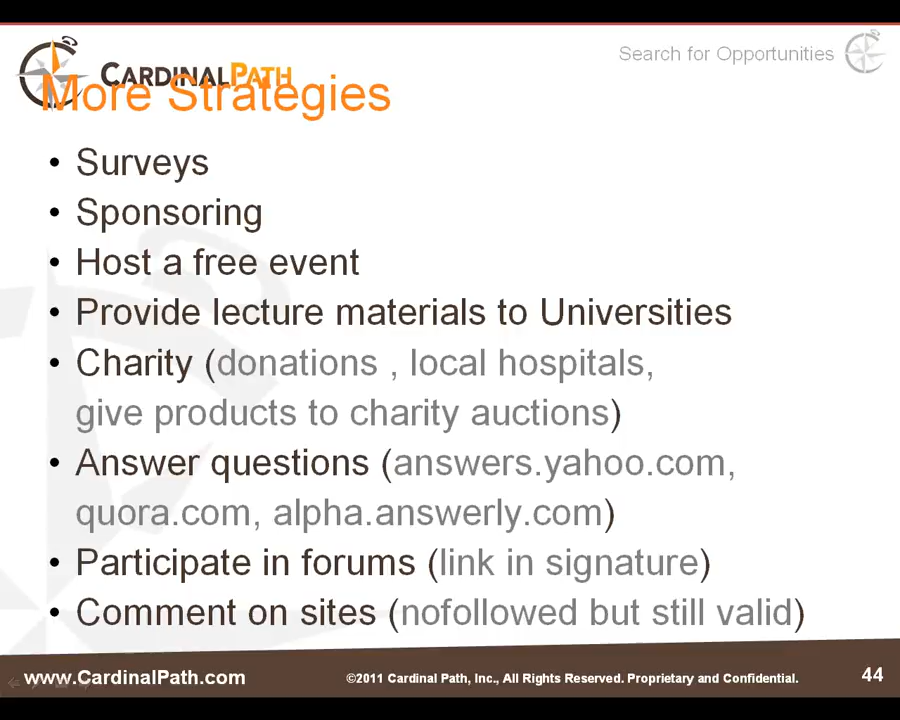 Search for Opportunities
CARDINALPATH
More Strategies
• Surveys
• Sponsoring
• Host a free event
• Provide lecture materials to Universities
• Charity (donations , local hospitals,
give products to charity auctions)
• Answer questions (answers.yahoo.com,
quora.com, alpha.answerly.com)
• Participate in forums (link in signature)
• Comment on sites (nofollowed but still valid)
www.CardinalPath.com
©2011 Cardinal Path, Inc., All Rights Reserved. Proprietary and Confidential.
44